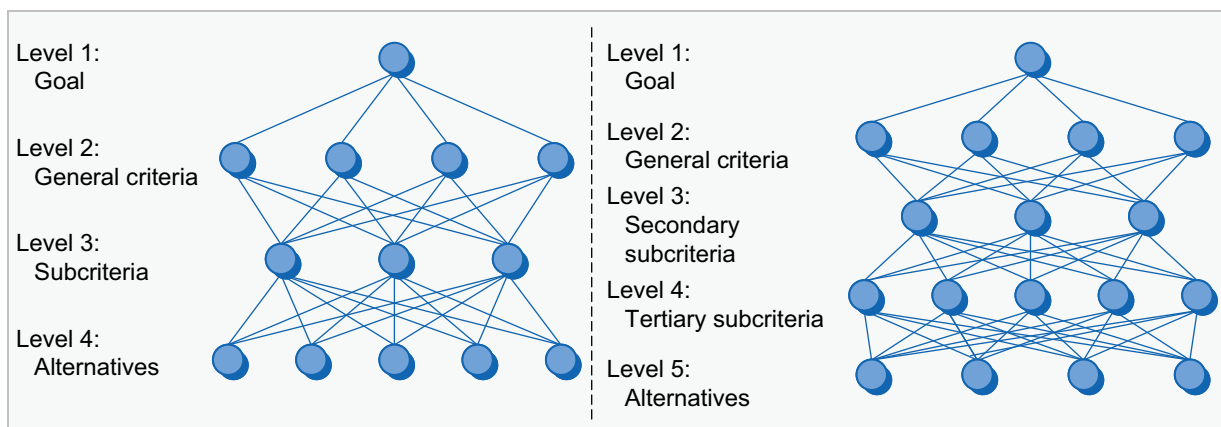 Level 1:
Goal
Level 2:
General criteria
Level 3:
Subcriteria
Level 4:
Alternatives
Level 1:
Goal
Level 2:
General criteria
Level 3:
Secondary
subcriteria
Level 4:
Tertiary subcriteria
Level 5:
Alternatives